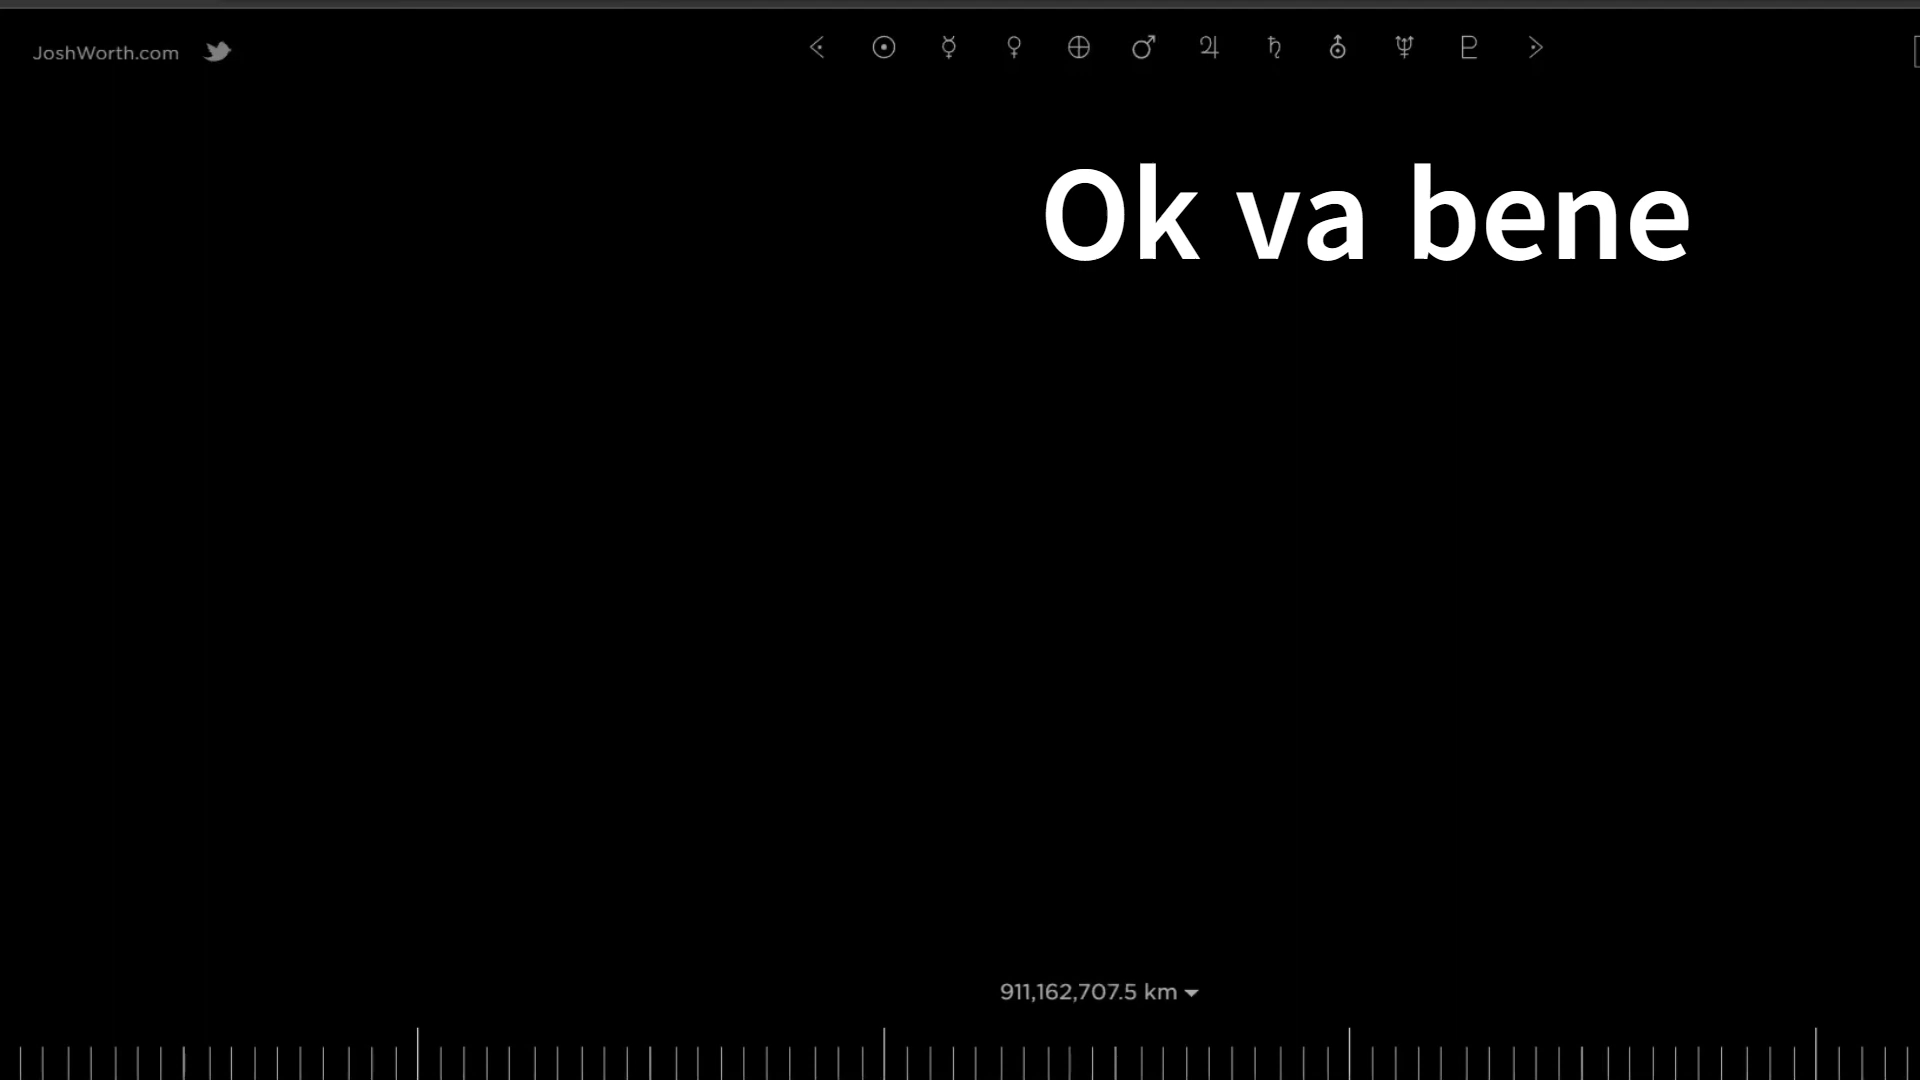 JoshWorth.com
☉ ☿ ♀ ⊕ ♂ ♃ ♄ ⛢ ♆ ♇
Ok va bene
911,162,707.5 km